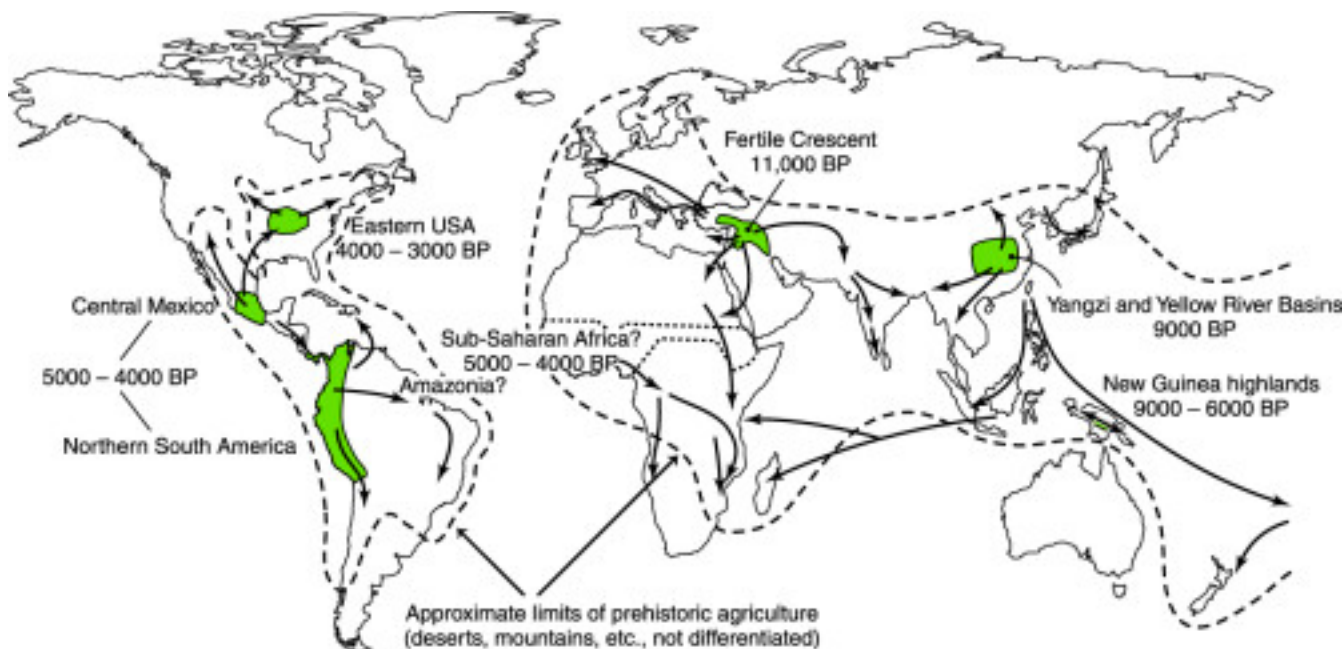 Fertile Crescent
11,000 BP
Eastern USA
4000 – 3000 BP
Central Mexico
5000 – 4000 BP
Northern South America
Amazonia?
Sub-Saharan Africa?
5000 – 4000 BP
Yangzi and Yellow River Basins
9000 BP
New Guinea highlands
9000 – 6000 BP
Approximate limits of prehistoric agriculture
(deserts, mountains, etc., not differentiated)